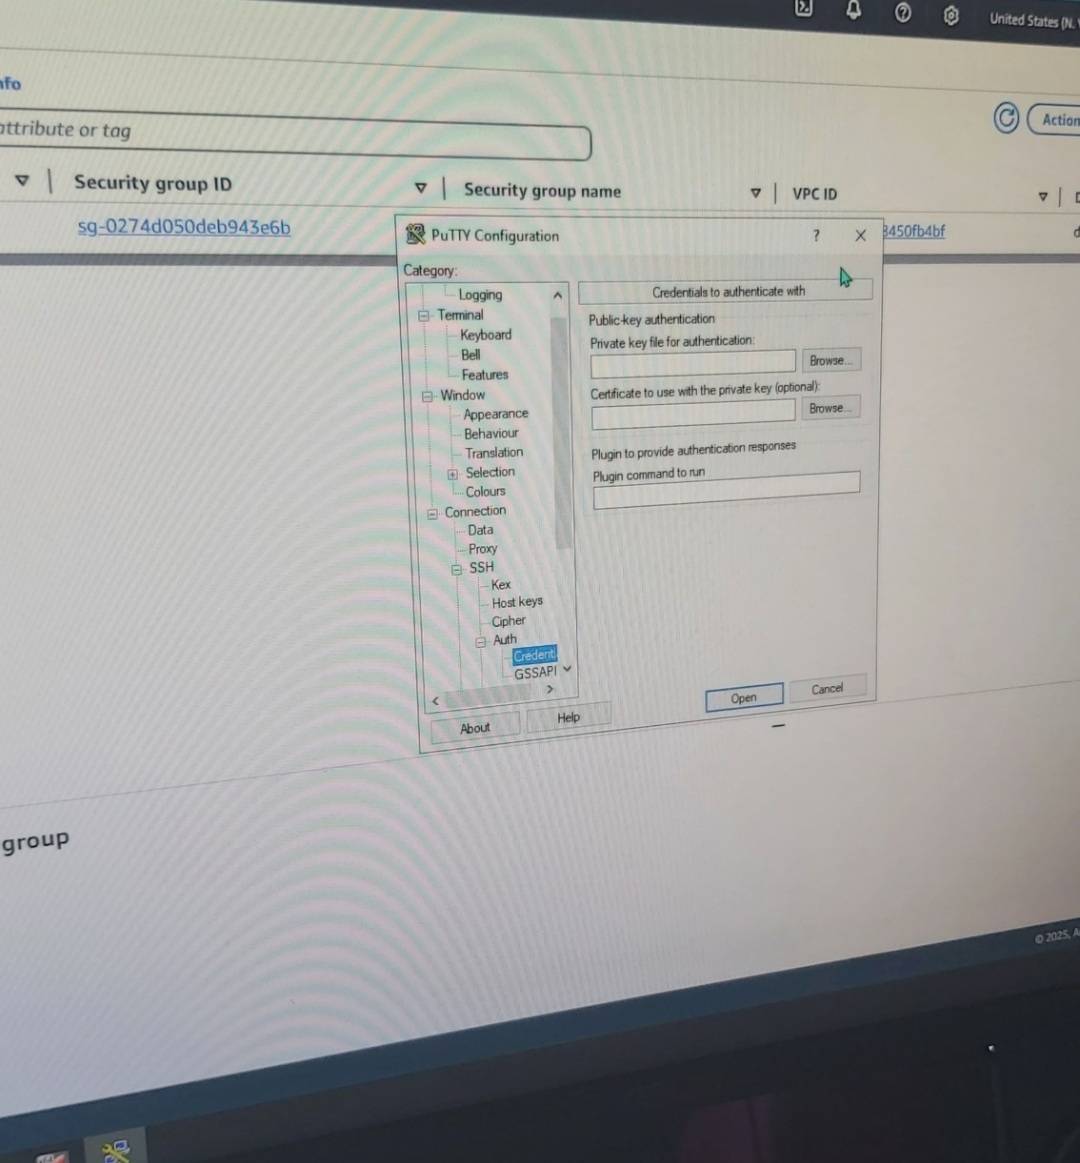 United States (N.
nfo
attribute or tag
Action
Security group ID
Security group name
VPC ID
sg-0274d050deb943e6b
3450fb4bf
PuTTY Configuration
?
Category:
Logging
Terminal
Keyboard
Bell
Features
Window
Appearance
Behaviour
Translation
Selection
Colours
Connection
Data
Proxy
SSH
Kex
Host keys
Cipher
Auth
Credenti
GSSAPI
Credentials to authenticate with
Public-key authentication
Private key file for authentication:
Browse...
Certificate to use with the private key (optional):
Browse...
Plugin to provide authentication responses
Plugin command to run
About
Help
Open
Cancel
group
© 2025, A